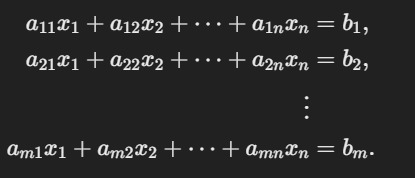 a₁₁x₁ + a₁₂x₂ + ⋯ + a₁ₙxₙ = b₁,
a₂₁x₁ + a₂₂x₂ + ⋯ + a₂ₙxₙ = b₂,
⋮
aₘ₁x₁ + aₘ₂x₂ + ⋯ + aₘₙxₙ = bₘ.